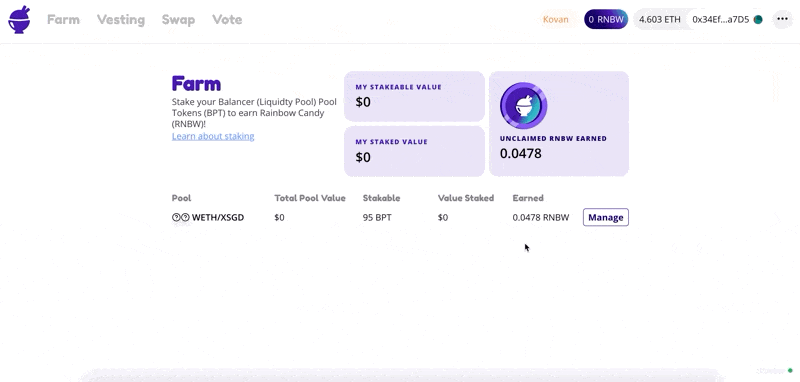 Farm Vesting Swap Vote Kovan 0 RNBW 4.603 ETH 0x34Ef...a7D5
Farm
Stake your Balancer (Liquidty Pool) Pool
Tokens (BPT) to earn Rainbow Candy
(RNBW)!
Learn about staking
MY STAKEABLE VALUE
$0
MY STAKED VALUE
$0
UNCLAIMED RNBW EARNED
0.0478
Pool Total Pool Value Stakable Value Staked Earned
WETH/XSGD $0 95 BPT $0 0.0478 RNBW Manage